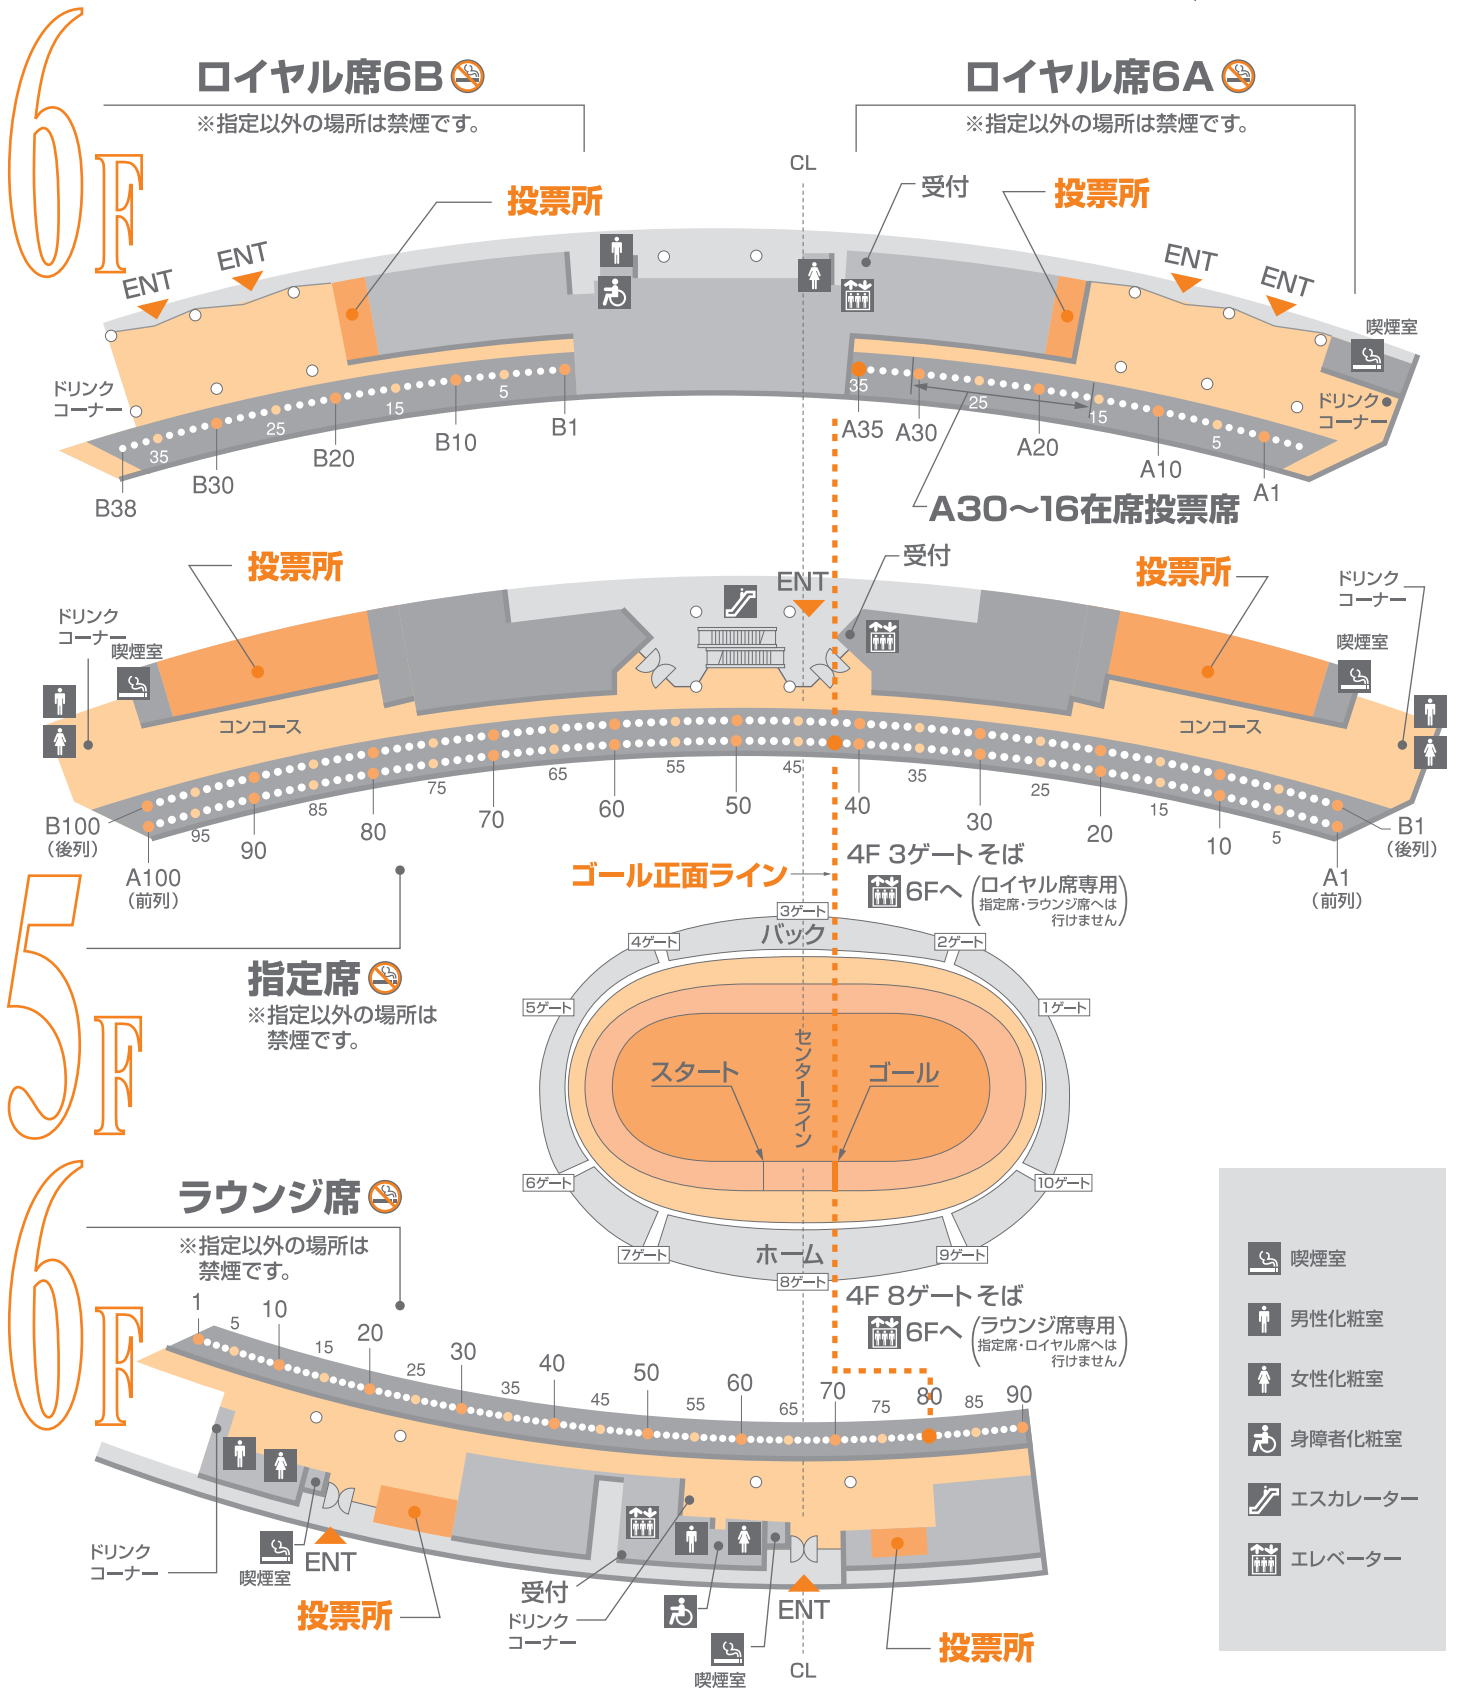 6F
ロイヤル席6B
※指定以外の場所は禁煙です。
ロイヤル席6A
※指定以外の場所は禁煙です。
CL
投票所
受付
投票所
ENT
ENT
ENT
ENT
喫煙室
ドリンク
コーナー
ドリンク
コーナー
35
25
15
5
35
25
15
5
B38
B30
B20
B10
B1
A35
A30
A20
A10
A1
A30〜16在席投票席
投票所
受付
投票所
ENT
ドリンク
コーナー
喫煙室
ドリンク
コーナー
喫煙室
コンコース
コンコース
B100
(後列)
A100
(前列)
95
90
85
80
75
70
65
60
55
50
45
40
35
30
25
20
15
10
5
B1
(後列)
A1
(前列)
5F
指定席
※指定以外の場所は
禁煙です。
ゴール正面ライン
4F 3ゲートそば
6Fへ
(ロイヤル席専用
指定席・ラウンジ席へは
行けません)
3ゲート
バック
4ゲート
2ゲート
5ゲート
1ゲート
センターライン
スタート
ゴール
6ゲート
10ゲート
7ゲート
ホーム
9ゲート
8ゲート
4F 8ゲートそば
6Fへ
(ラウンジ席専用
指定席・ロイヤル席へは
行けません)
6F
ラウンジ席
※指定以外の場所は
禁煙です。
1
5
10
15
20
25
30
35
40
45
50
55
60
65
70
75
80
85
90
ドリンク
コーナー
喫煙室
ENT
投票所
受付
ドリンク
コーナー
喫煙室
ENT
投票所
CL
喫煙室
男性化粧室
女性化粧室
身障者化粧室
エスカレーター
エレベーター